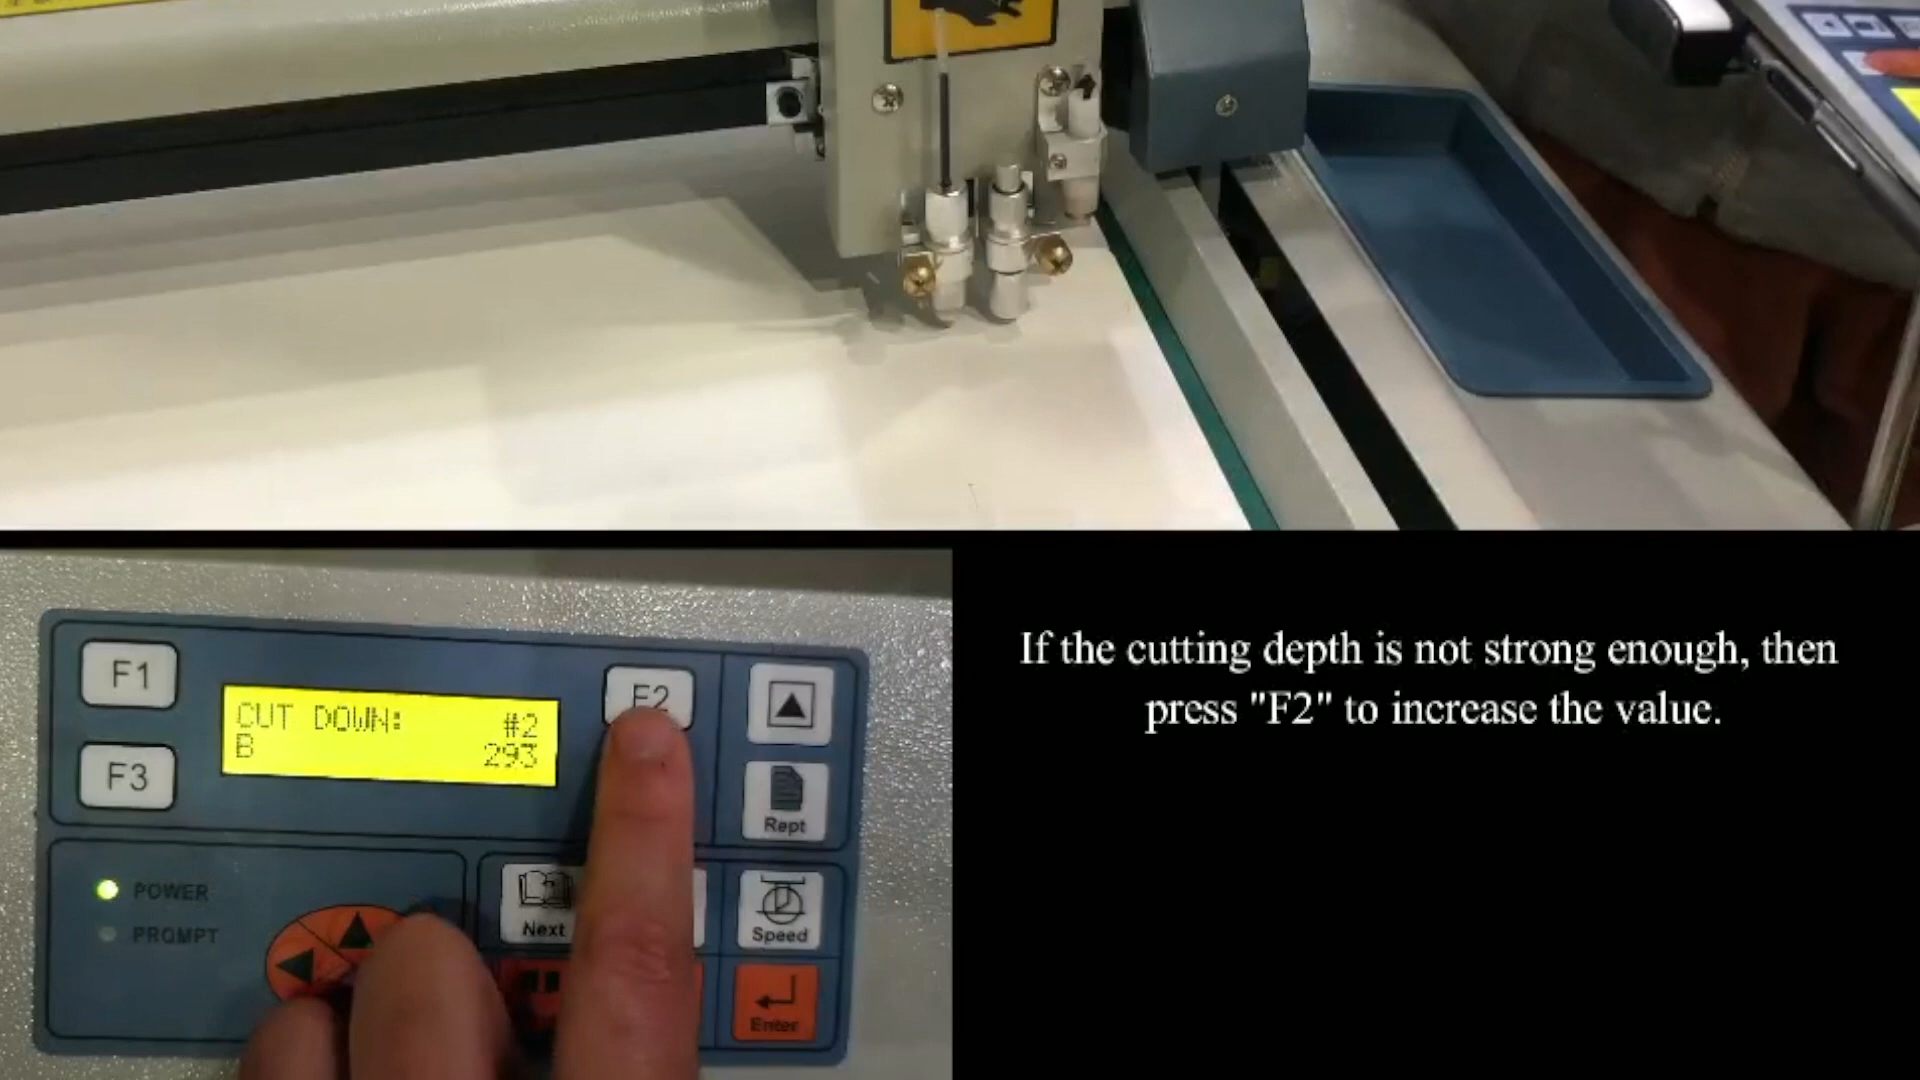 F1
CUT DOWN: #2
B 293
F2
F3
Rept
POWER
PROMPT
Next
Speed
Enter
If the cutting depth is not strong enough, then
press "F2" to increase the value.